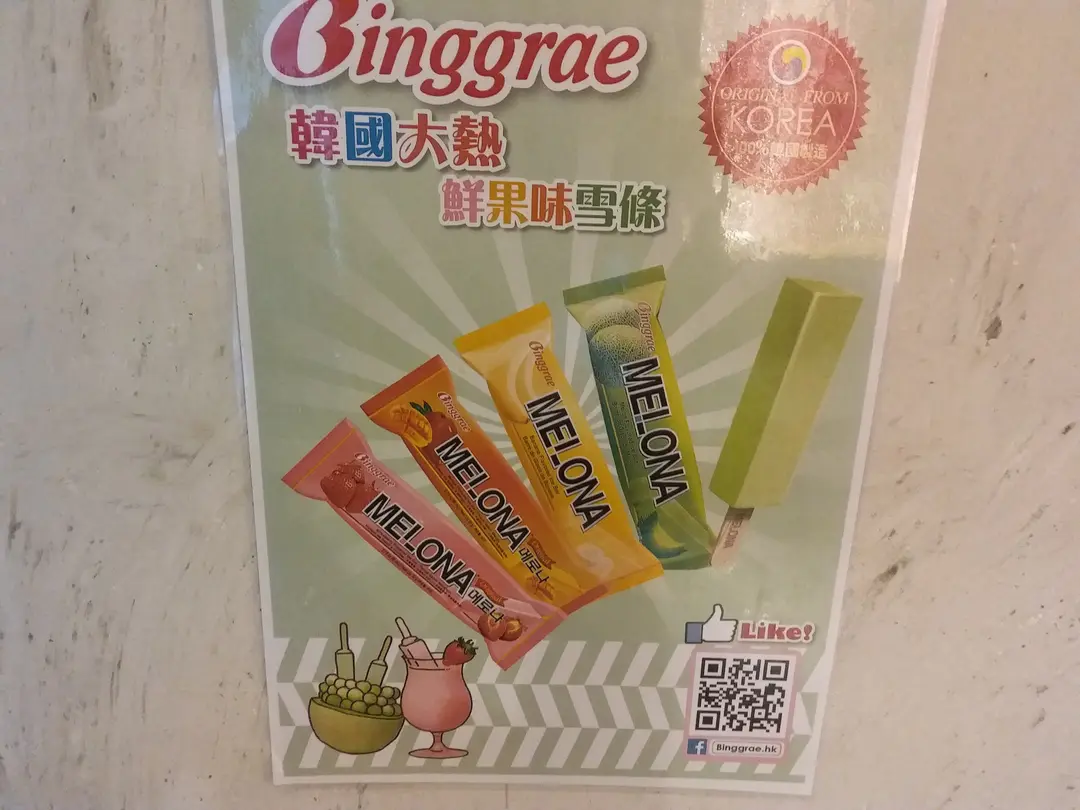 Binggrae
韓國大熱
鮮果味雪條
ORIGINAL FROM
KOREA
100%韓國製造
Binggrae
MELONA
메로나
Binggrae
MELONA
메로나
Binggrae
MELONA
Binggrae
MELONA
MELONA
Like!
Binggrae.hk